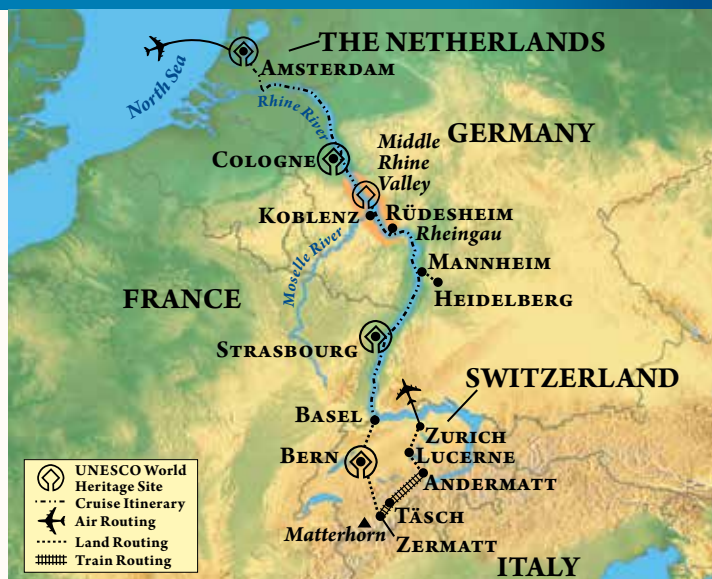 THE NETHERLANDS
AMSTERDAM
North Sea
Rhine River
GERMANY
Middle
Rhine
Valley
COLOGNE
KOBLENZ
RÜDESHEIM
Rheingau
Moselle River
MANNHEIM
HEIDELBERG
FRANCE
STRASBOURG
SWITZERLAND
BASEL
ZURICH
BERN
LUCERNE
ANDERMATT
TÄSCH
Matterhorn
ZERMATT
ITALY
UNESCO World
Heritage Site
Cruise Itinerary
Air Routing
Land Routing
Train Routing